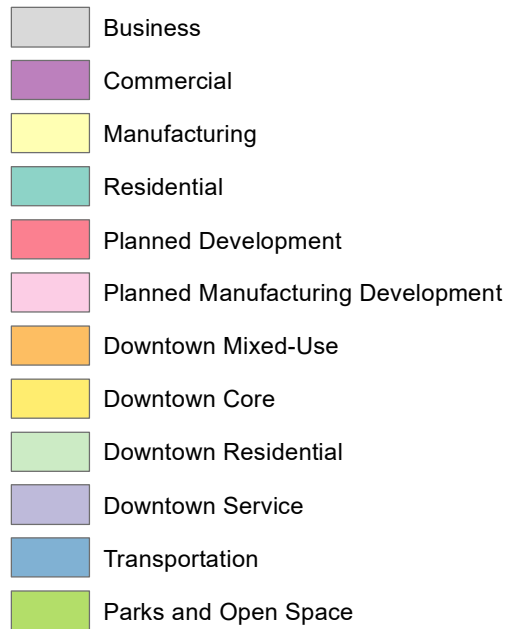 Business
Commercial
Manufacturing
Residential
Planned Development
Planned Manufacturing Development
Downtown Mixed-Use
Downtown Core
Downtown Residential
Downtown Service
Transportation
Parks and Open Space